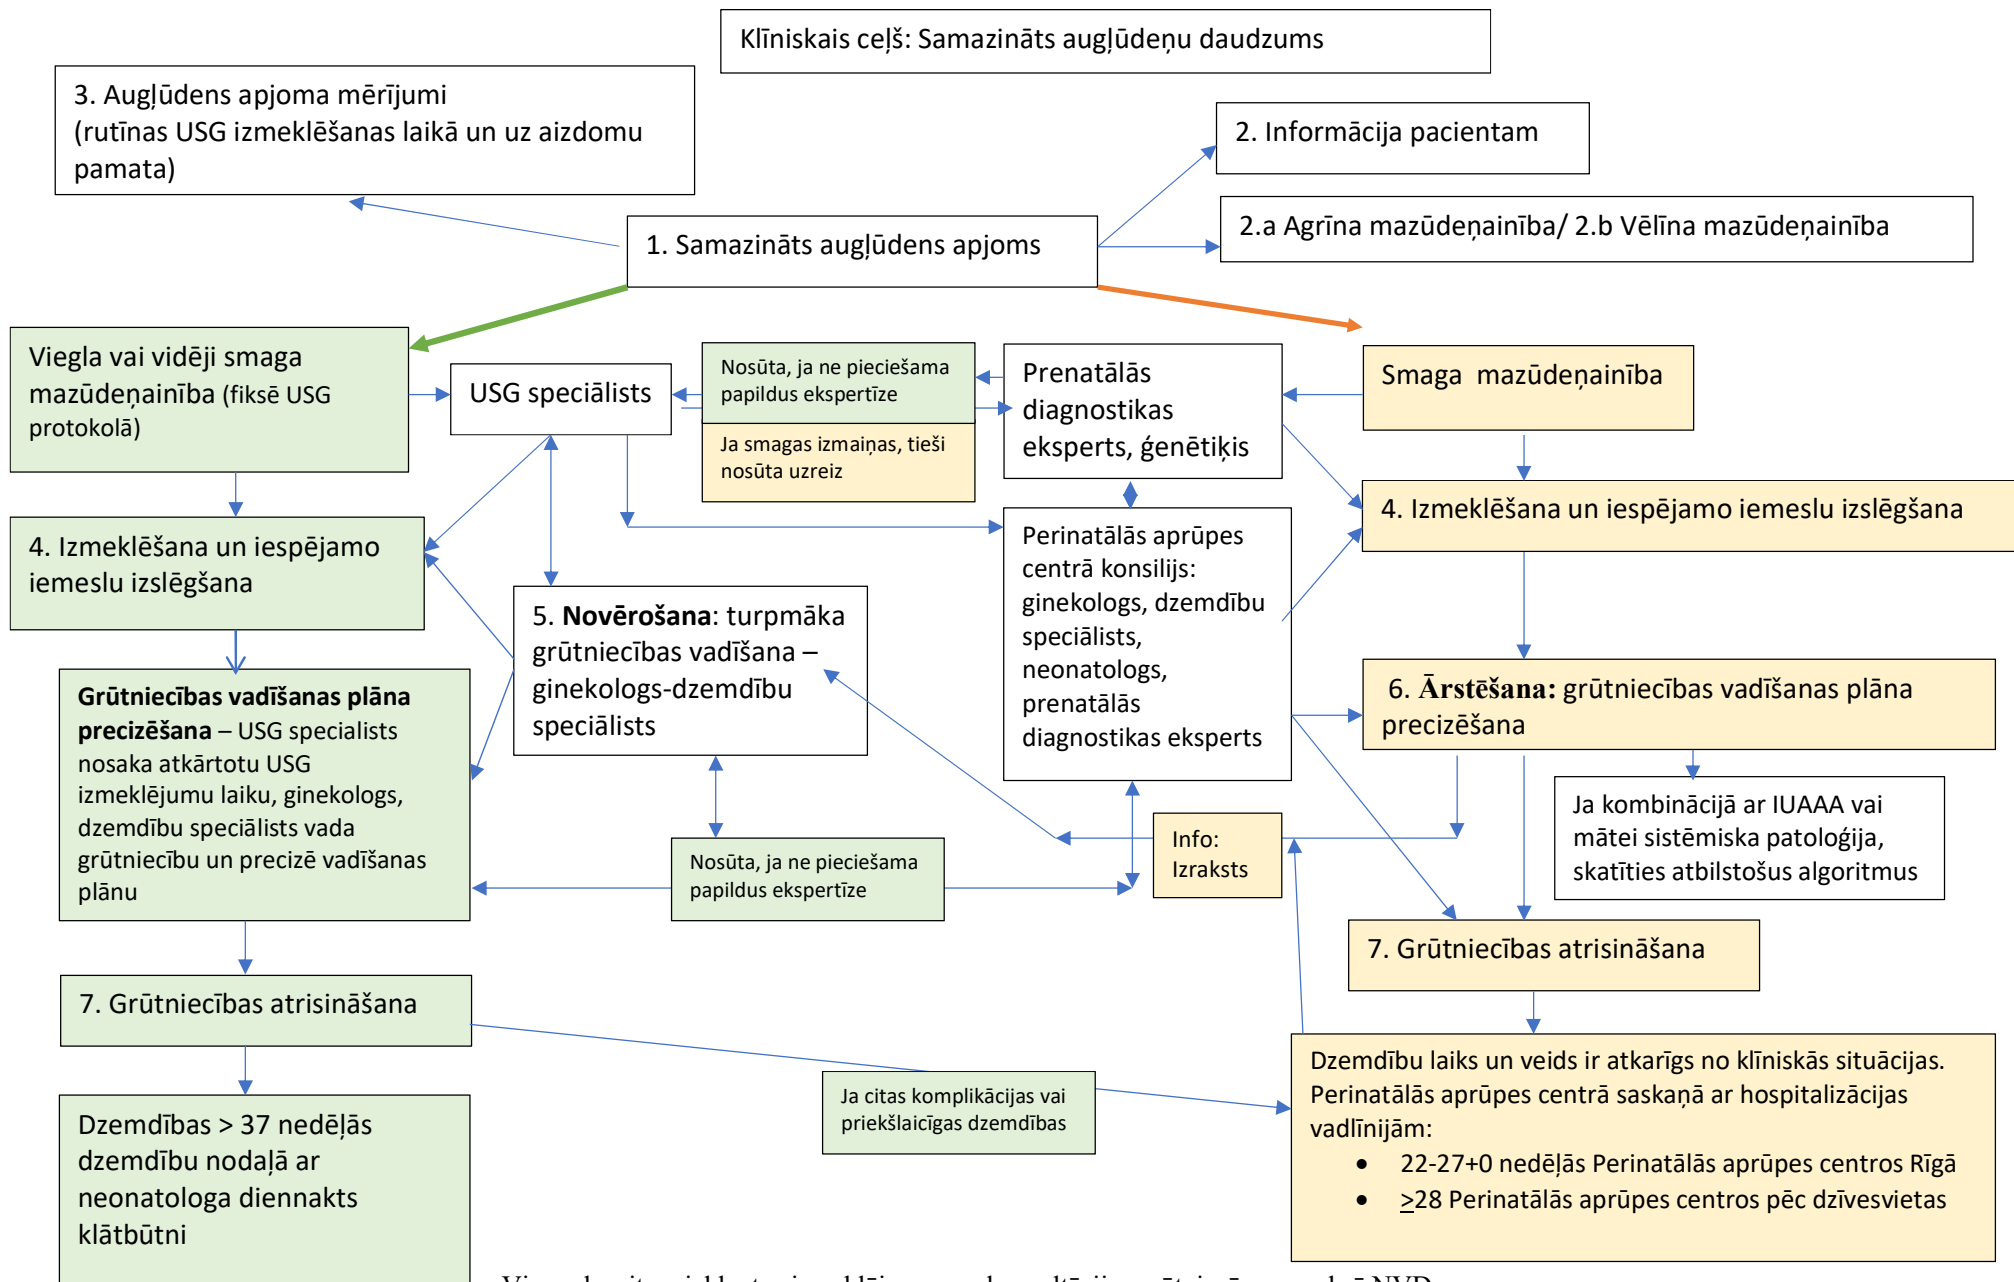 Klīniskais ceļš: Samazināts augļūdeņu daudzums
3. Augļūdens apjoma mērījumi
(rutīnas USG izmeklēšanas laikā un uz aizdomu
pamata)
2. Informācija pacientam
2.a Agrīna mazūdeņainība/ 2.b Vēlīna mazūdeņainība
1. Samazināts augļūdens apjoms
Viegla vai vidēji smaga
mazūdeņainība (fiksē USG
protokolā)
USG speciālists
Nosūta, ja ne pieciešama
papildus ekspertīze
Ja smagas izmaiņas, tieši
nosūta uzreiz
Prenatālās
diagnostikas
eksperts, ģenētiķis
Smaga  mazūdeņainība
4. Izmeklēšana un iespējamo
iemeslu izslēgšana
4. Izmeklēšana un iespējamo iemeslu izslēgšana
5. Novērošana: turpmāka
grūtniecības vadīšana –
ginekologs-dzemdību
speciālists
Perinatālās aprūpes
centrā konsilijs:
ginekologs, dzemdību
speciālists,
neonatologs,
prenatālās
diagnostikas eksperts
Grūtniecības vadīšanas plāna
precizēšana – USG specialists
nosaka atkārtotu USG
izmeklējumu laiku, ginekologs,
dzemdību speciālists vada
grūtniecību un precizē vadīšanas
plānu
6. Ārstēšana: grūtniecības vadīšanas plāna
precizēšana
Ja kombinācijā ar IUAAA vai
mātei sistēmiska patoloģija,
skatīties atbilstošus algoritmus
Info:
Izraksts
Nosūta, ja ne pieciešama
papildus ekspertīze
7. Grūtniecības atrisināšana
7. Grūtniecības atrisināšana
Ja citas komplikācijas vai
priekšlaicīgas dzemdības
Dzemdības > 37 nedēļās
dzemdību nodaļā ar
neonatologa diennakts
klātbūtni
Dzemdību laiks un veids ir atkarīgs no klīniskās situācijas.
Perinatālās aprūpes centrā saskaņā ar hospitalizācijas
vadlīnijām:
• 22-27+0 nedēļās Perinatālās aprūpes centros Rīgā
• ≥28 Perinatālās aprūpes centros pēc dzīvesvietas